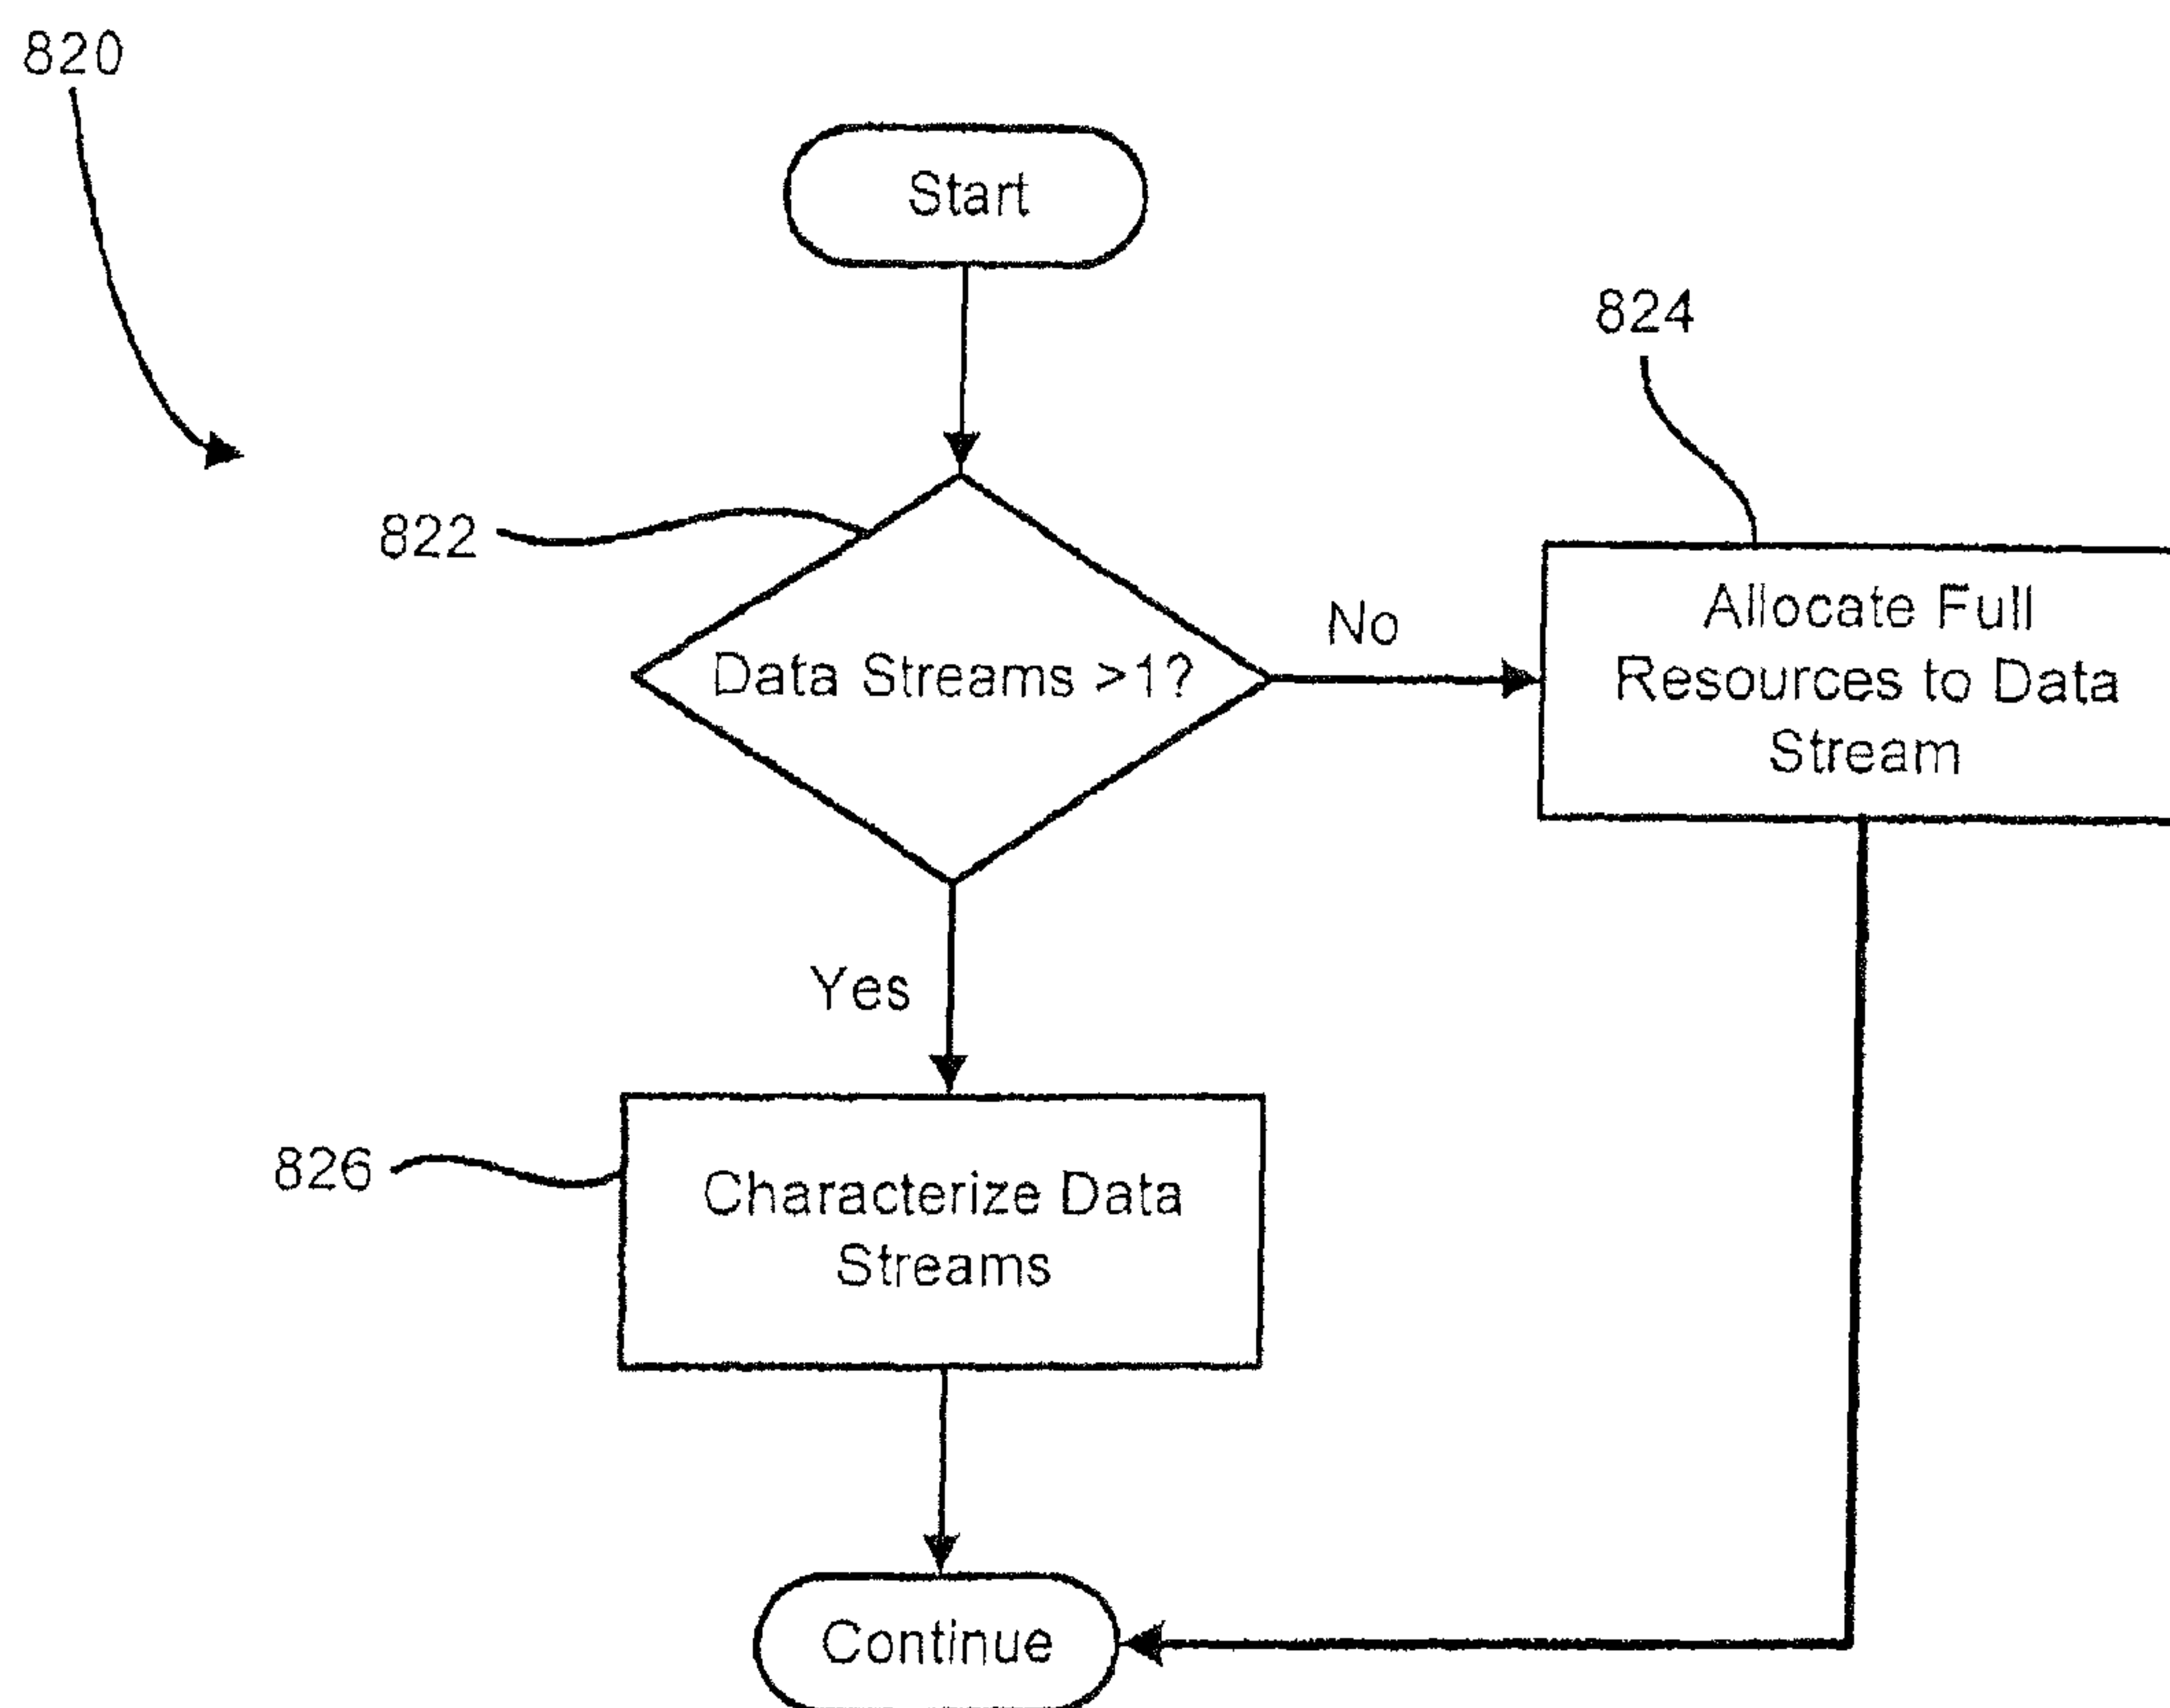 820
Start
824
822
Data Streams >1?
No
Allocate Full
Resources to Data
Stream
Yes
826
Characterize Data
Streams
Continue